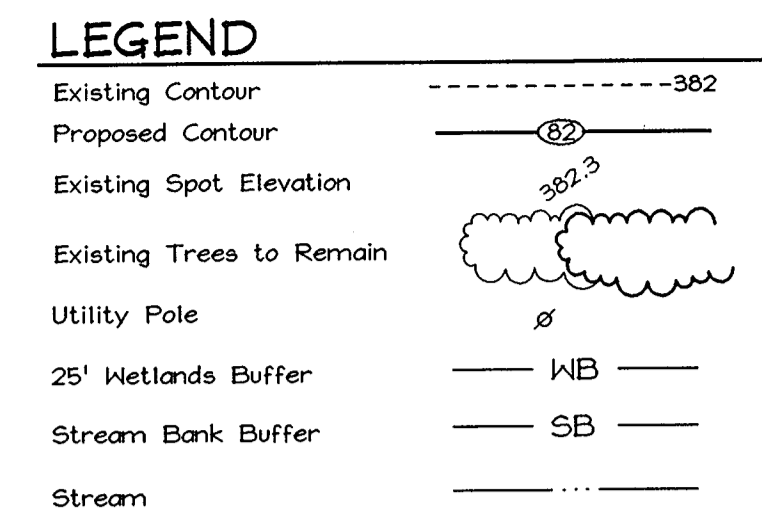 LEGEND
Existing Contour 382
Proposed Contour 82
Existing Spot Elevation 382.3
Existing Trees to Remain
Utility Pole
25' Wetlands Buffer WB
Stream Bank Buffer SB
Stream